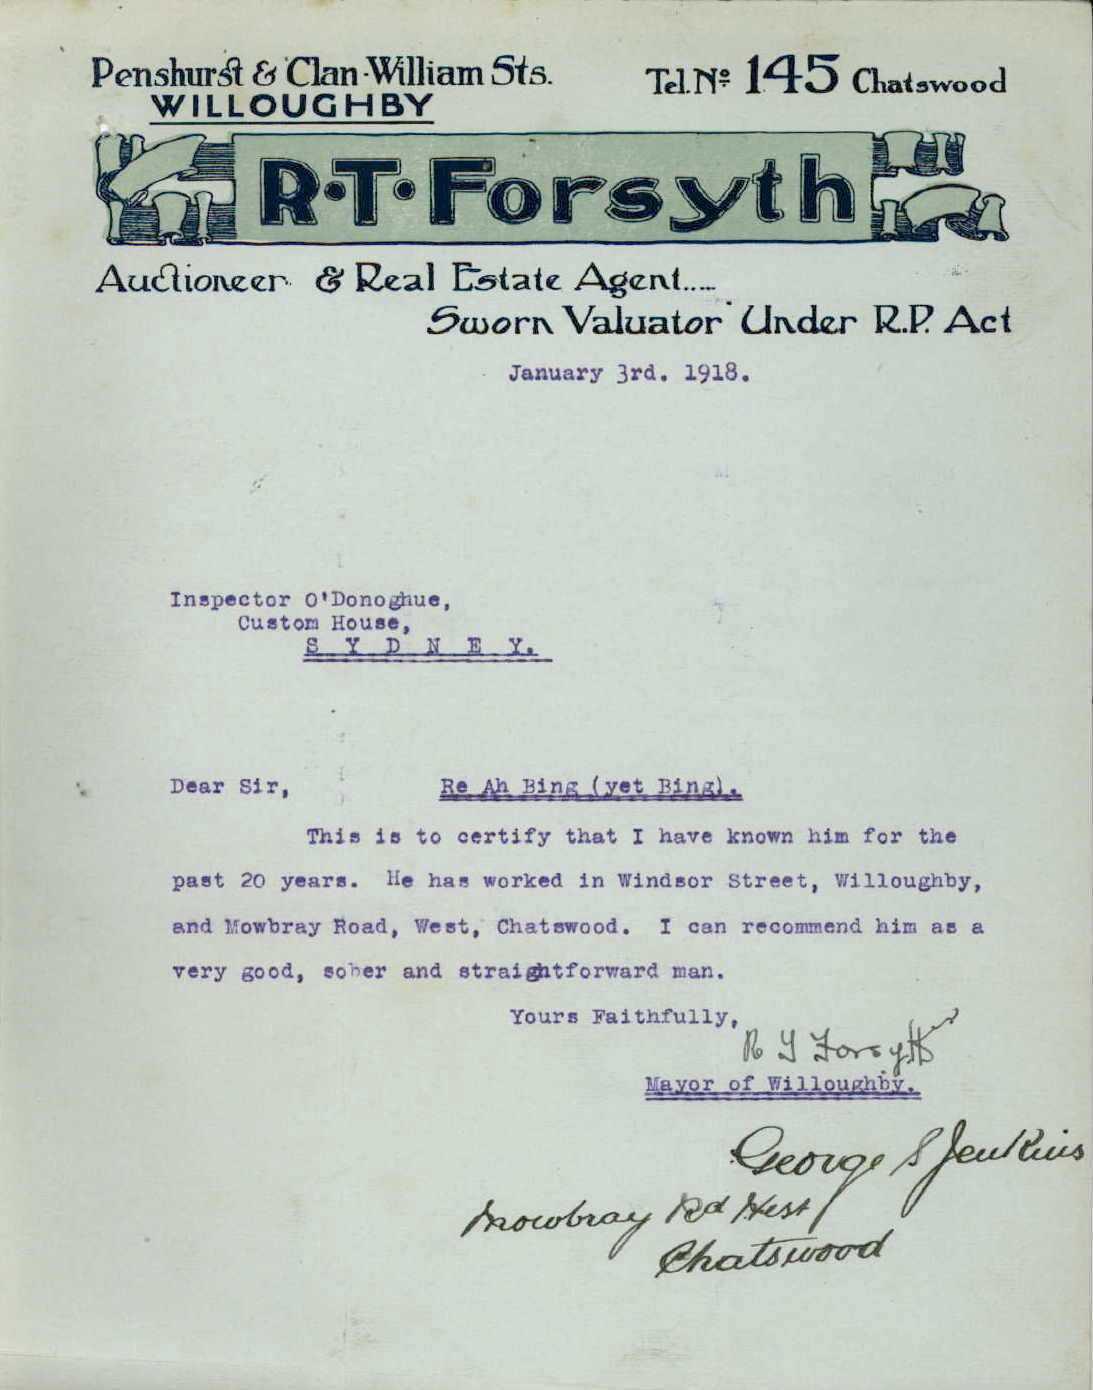 Penshurst & Clan-William Sts.
WILLOUGHBY
Tel. Nº 145 Chatswood
R·T·Forsyth
Auctioneer & Real Estate Agent.....
Sworn Valuator Under R.P. Act
January 3rd. 1918.
Inspector O'Donoghue,
Custom House,
S Y D N E Y.
Dear Sir,
Re Ah Bing (yet Bing).
This is to certify that I have known him for the
past 20 years. He has worked in Windsor Street, Willoughby,
and Mowbray Road, West, Chatswood. I can recommend him as a
very good, sober and straightforward man.
Yours Faithfully,
R T Forsyth
Mayor of Willoughby.
George S Jenkins
Mowbray Rd West
Chatswood